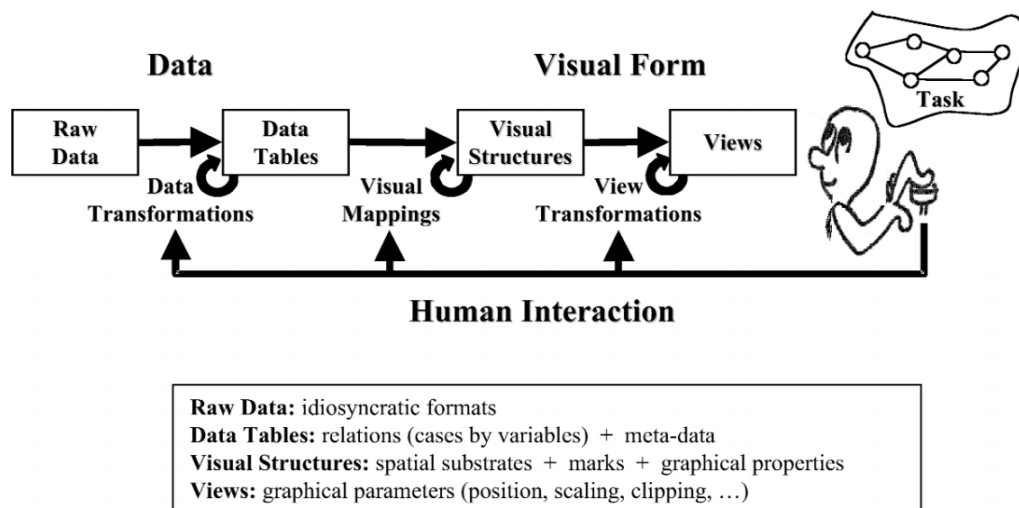 Data
Visual Form
Task
Raw
Data
Data
Tables
Visual
Structures
Views
Data
Transformations
Visual
Mappings
View
Transformations
Human Interaction
Raw Data: idiosyncratic formats
Data Tables: relations (cases by variables) + meta-data
Visual Structures: spatial substrates + marks + graphical properties
Views: graphical parameters (position, scaling, clipping, …)